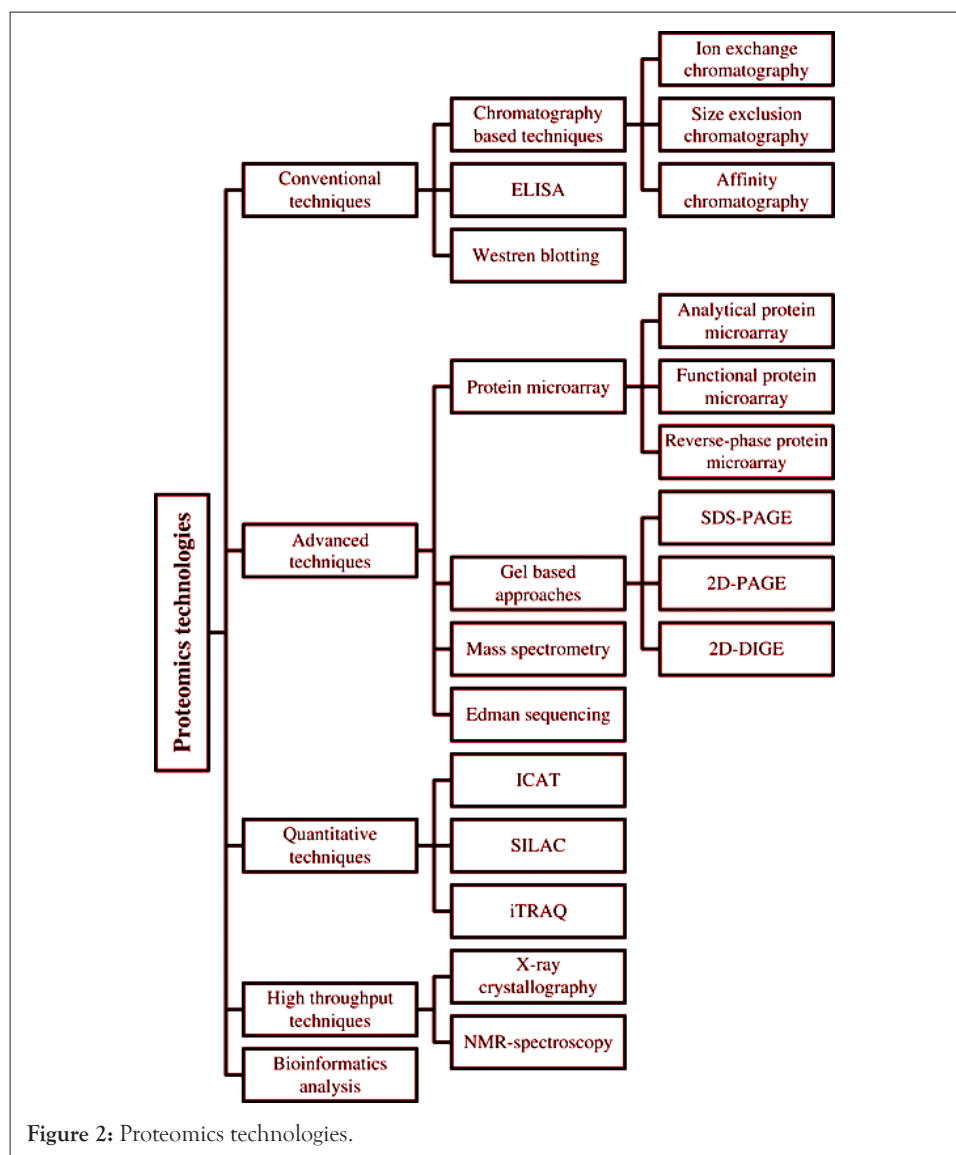 Proteomics technologies
Conventional
techniques
Chromatography
based techniques
Ion exchange
chromatography
Size exclusion
chromatography
Affinity
chromatography
ELISA
Westren blotting
Advanced
techniques
Protein microarray
Analytical protein
microarray
Functional protein
microarray
Reverse-phase protein
microarray
Gel based
approaches
SDS-PAGE
2D-PAGE
2D-DIGE
Mass spectrometry
Edman sequencing
Quantitative
techniques
ICAT
SILAC
iTRAQ
High throughput
techniques
X-ray
crystallography
NMR-spectroscopy
Bioinformatics
analysis
Figure 2: Proteomics technologies.